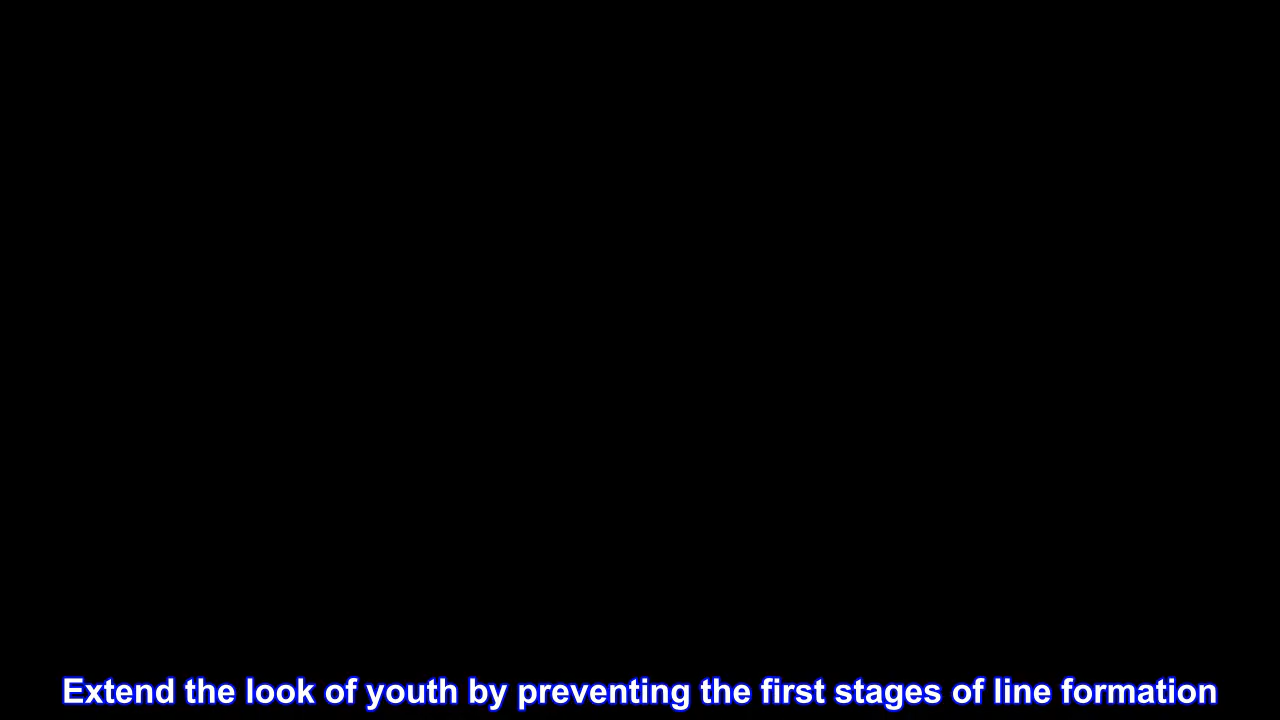 Extend the look of youth by preventing the first stages of line formation